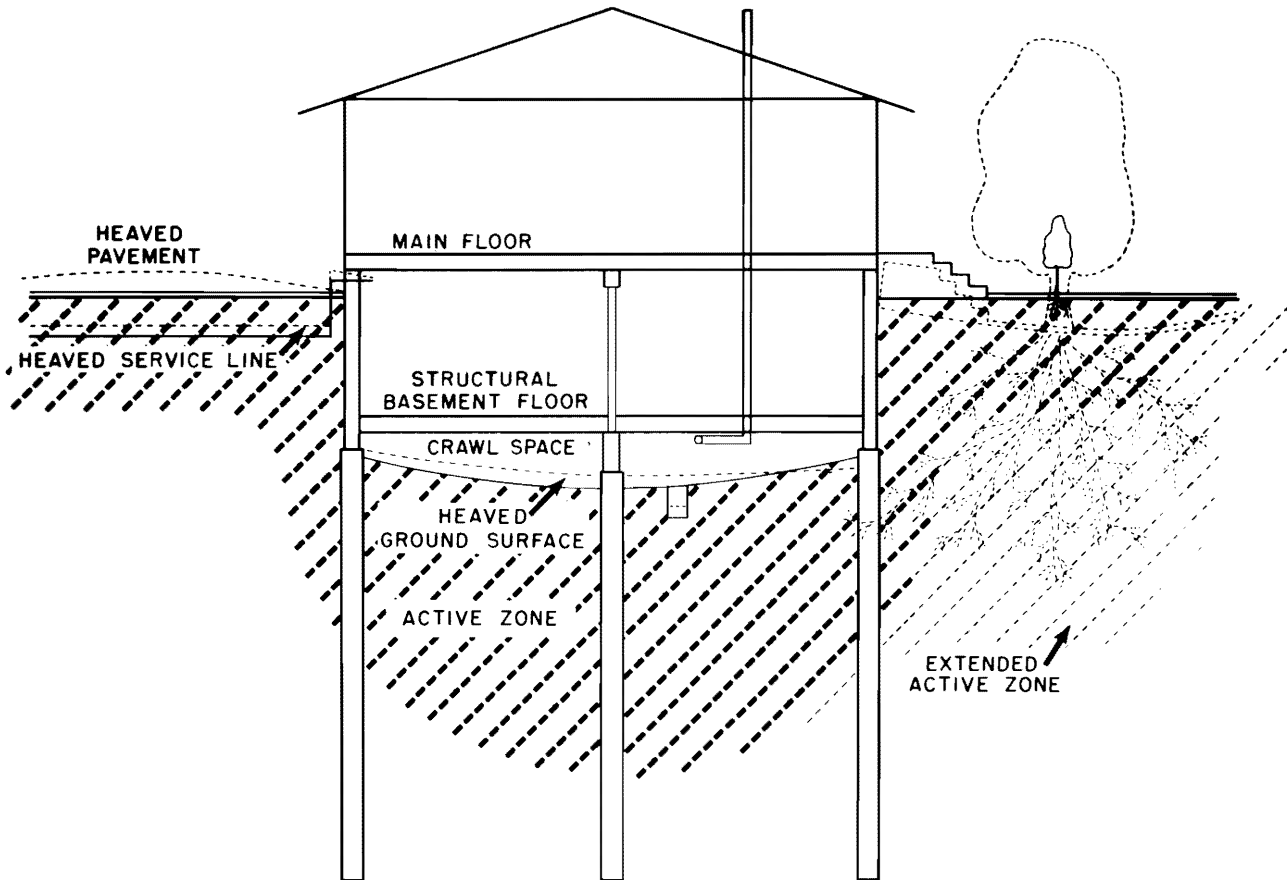 HEAVED
PAVEMENT
MAIN FLOOR
HEAVED SERVICE LINE
STRUCTURAL
BASEMENT FLOOR
CRAWL SPACE
HEAVED
GROUND SURFACE
ACTIVE ZONE
EXTENDED
ACTIVE ZONE